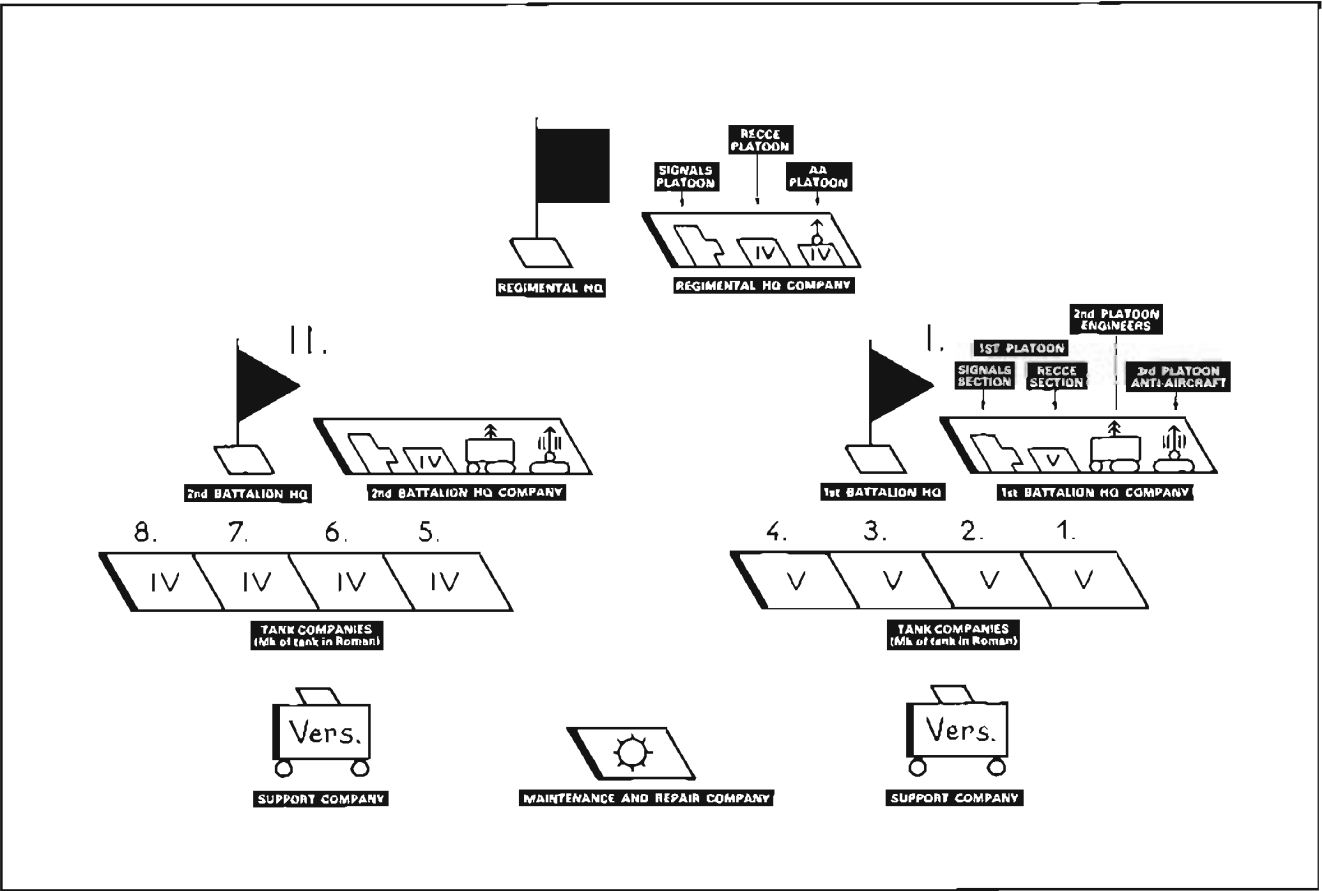 RECCE
PLATOON
SIGNALS
PLATOON
AA
PLATOON
IV
IV
REGIMENTAL HQ
REGIMENTAL HQ COMPANY
II.
I.
2nd PLATOON
ENGINEERS
1ST PLATOON
SIGNALS
SECTION
RECCE
SECTION
3rd PLATOON
ANTI-AIRCRAFT
IV
V
2nd BATTALION HQ
2nd BATTALION HQ COMPANY
1st BATTALION HQ
1st BATTALION HQ COMPANY
8. 7. 6. 5.
IV IV IV IV
4. 3. 2. 1.
V V V V
TANK COMPANIES
(Mk of tank in Roman)
TANK COMPANIES
(Mk of tank in Roman)
Vers.
Vers.
SUPPORT COMPANY
MAINTENANCE AND REPAIR COMPANY
SUPPORT COMPANY